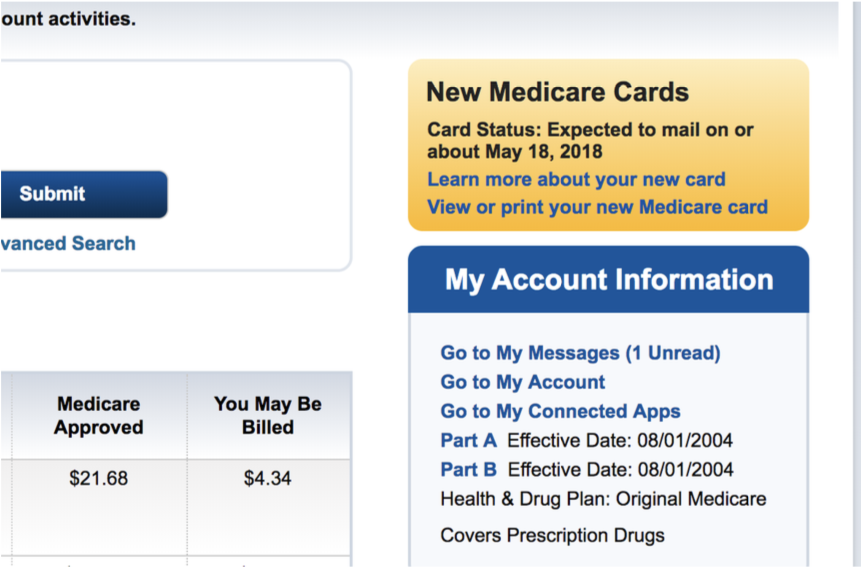 ount activities.
Submit
vanced Search
Medicare Approved
You May Be Billed
$21.68
$4.34
New Medicare Cards
Card Status: Expected to mail on or
about May 18, 2018
Learn more about your new card
View or print your new Medicare card
My Account Information
Go to My Messages (1 Unread)
Go to My Account
Go to My Connected Apps
Part A Effective Date: 08/01/2004
Part B Effective Date: 08/01/2004
Health & Drug Plan: Original Medicare
Covers Prescription Drugs